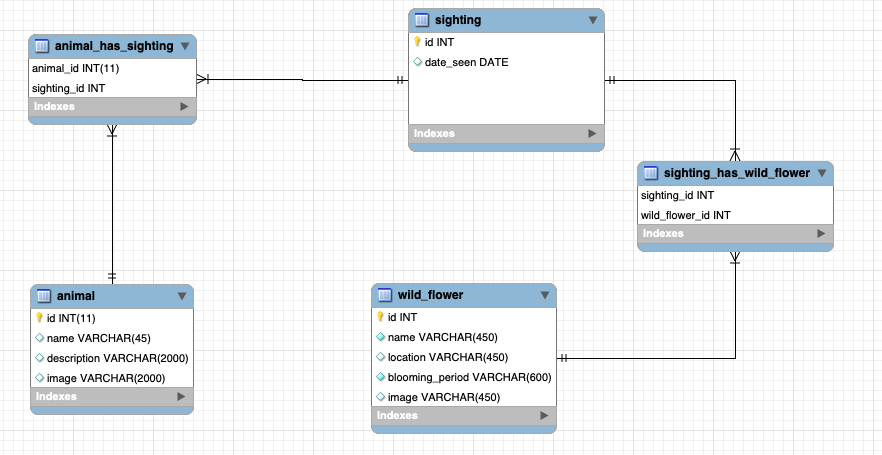 sighting
id INT
date_seen DATE
Indexes
animal_has_sighting
animal_id INT(11)
sighting_id INT
Indexes
sighting_has_wild_flower
sighting_id INT
wild_flower_id INT
Indexes
animal
id INT(11)
name VARCHAR(45)
description VARCHAR(2000)
image VARCHAR(2000)
Indexes
wild_flower
id INT
name VARCHAR(450)
location VARCHAR(450)
blooming_period VARCHAR(600)
image VARCHAR(450)
Indexes